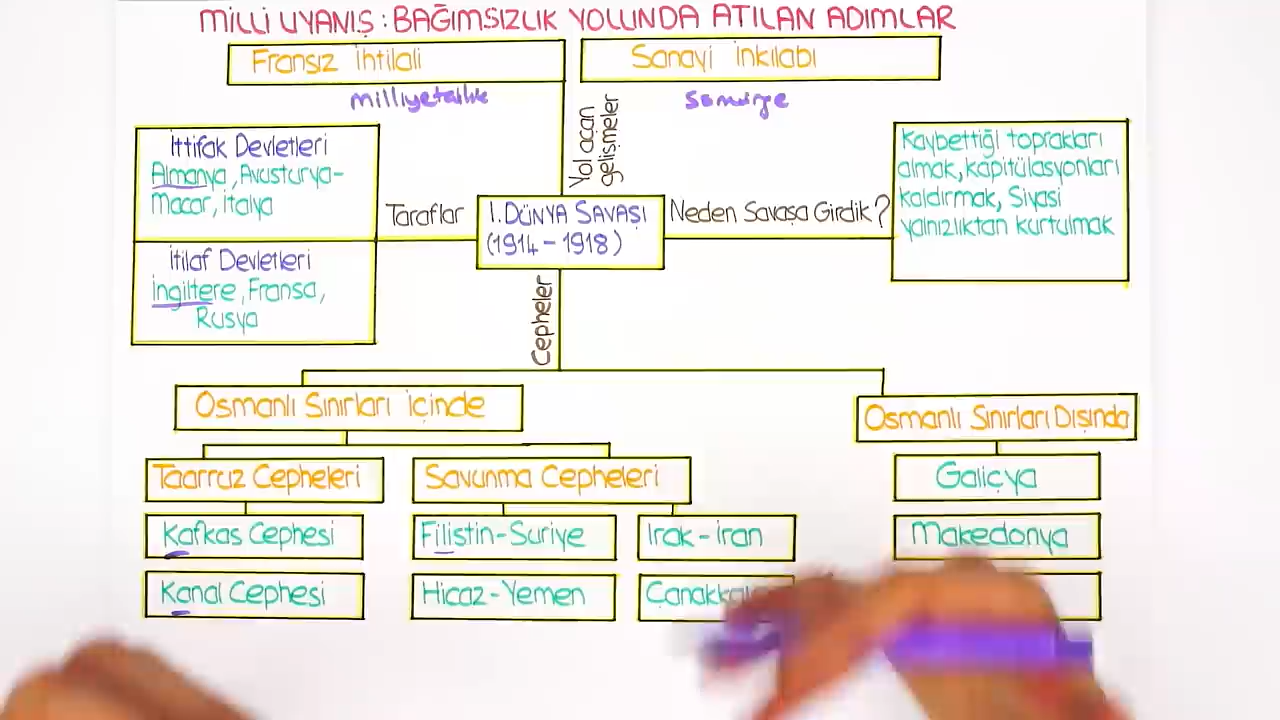 MİLLİ UYANIŞ: BAĞIMSIZLIK YOLUNDA ATILAN ADIMLAR
Fransız İhtilali
Sanayi İnkılabı
milliyetçilik
sömürge
Yol açan
gelişmeler
İttifak Devletleri
Almanya, Avusturya-
Macar, İtalya
İtilaf Devletleri
İngiltere, Fransa,
Rusya
Taraflar
1. DÜNYA SAVAŞI
(1914-1918)
Neden Savaşa Girdik?
Kaybettiği toprakları
almak, kapitülasyonları
kaldırmak, Siyasi
yalnızlıktan kurtulmak
Cepheler
Osmanlı Sınırları içinde
Osmanlı Sınırları Dışında
Taarruz Cepheleri
Savunma Cepheleri
Galiçya
Kafkas Cephesi
Filistin-Suriye
Irak-İran
Makedonya
Kanal Cephesi
Hicaz-Yemen